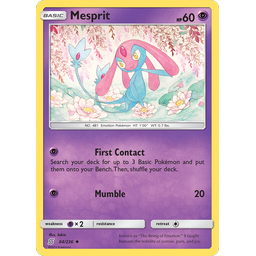 BASIC Mesprit HP60
NO. 481 Emotion Pokémon HT: 1'00" WT: 0.7 lbs.
First Contact
Search your deck for up to 3 Basic Pokémon and put
them onto your Bench. Then, shuffle your deck.
Mumble 20
weakness ×2 resistance retreat
60/236